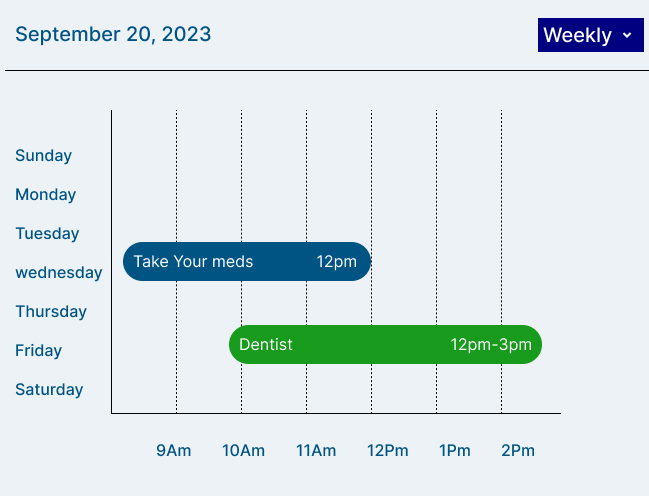 September 20, 2023
Weekly
Sunday
Monday
Tuesday
wednesday
Thursday
Friday
Saturday
Take Your meds 12pm
Dentist 12pm-3pm
9Am 10Am 11Am 12Pm 1Pm 2Pm